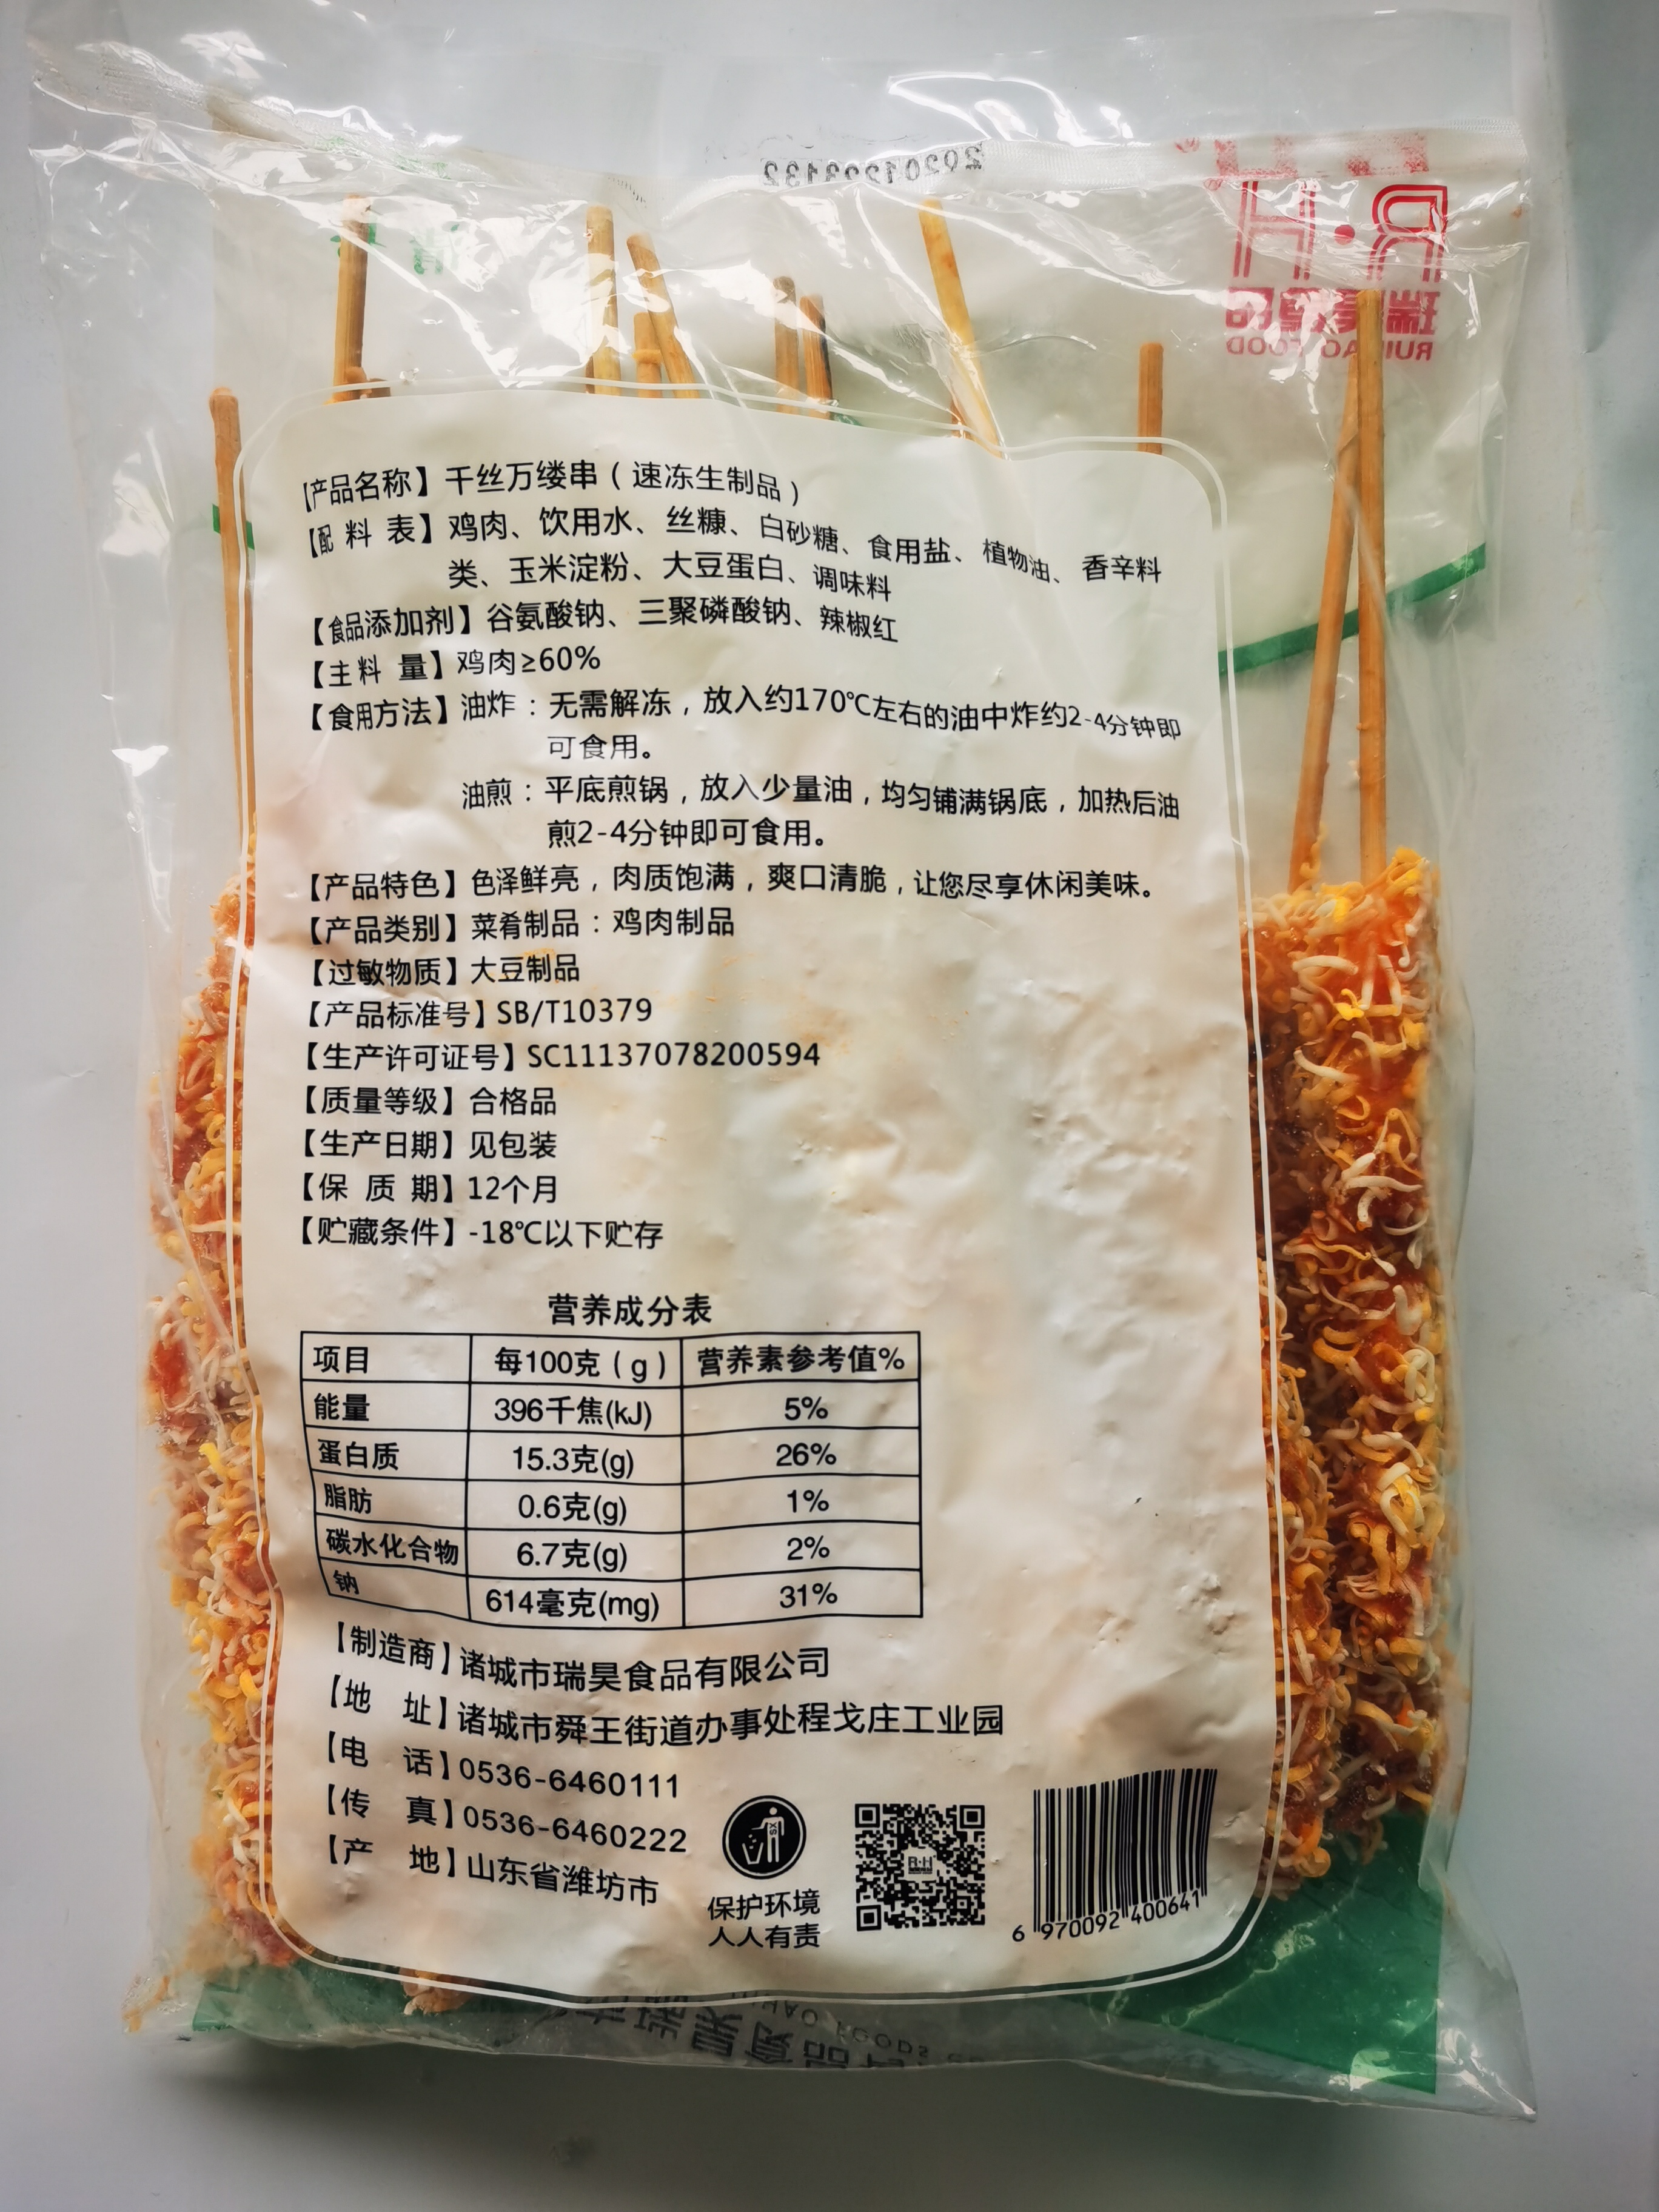 R·H
瑞昊食品
RUIHAO FOOD
【产品名称】千丝万缕串（速冻生制品）
【配 料 表】鸡肉、饮用水、丝糠、白砂糖、食用盐、植物油、香辛料
类、玉米淀粉、大豆蛋白、调味料
【食品添加剂】谷氨酸钠、三聚磷酸钠、辣椒红
【主 料 量】鸡肉≥60%
【食用方法】油炸：无需解冻，放入约170℃左右的油中炸约2-4分钟即
可食用。
油煎：平底煎锅，放入少量油，均匀铺满锅底，加热后油
煎2-4分钟即可食用。
【产品特色】色泽鲜亮，肉质饱满，爽口清脆，让您尽享休闲美味。
【产品类别】菜肴制品：鸡肉制品
【过敏物质】大豆制品
【产品标准号】SB/T10379
【生产许可证号】SC11137078200594
【质量等级】合格品
【生产日期】见包装
【保 质 期】12个月
【贮藏条件】-18℃以下贮存
营养成分表
项目 每100克（g） 营养素参考值%
能量 396千焦(kJ) 5%
蛋白质 15.3克(g) 26%
脂肪 0.6克(g) 1%
碳水化合物 6.7克(g) 2%
钠 614毫克(mg) 31%
【制造商】诸城市瑞昊食品有限公司
【地 址】诸城市舜王街道办事处程戈庄工业园
【电 话】0536-6460111
【传 真】0536-6460222
【产 地】山东省潍坊市
保护环境
人人有责
R·H
6 970092 400641